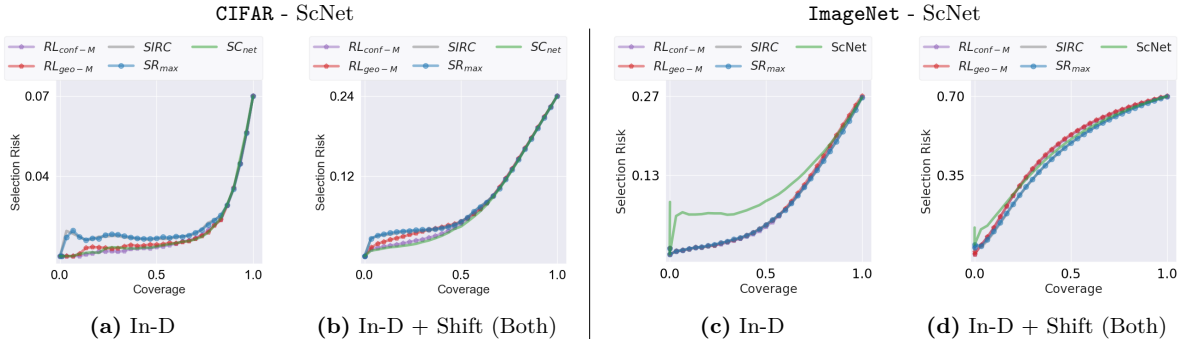 CIFAR - ScNet
ImageNet - ScNet
RL_conf-M SIRC SC_net
RL_geo-M SR_max
Selection Risk
0.07
0.04
0.0 0.5 1.0
Coverage
(a) In-D
RL_conf-M SIRC SC_net
RL_geo-M SR_max
Selection Risk
0.24
0.12
0.0 0.5 1.0
Coverage
(b) In-D + Shift (Both)
RL_conf-M SIRC ScNet
RL_geo-M SR_max
Selection Risk
0.27
0.13
0.0 0.5 1.0
Coverage
(c) In-D
RL_conf-M SIRC ScNet
RL_geo-M SR_max
Selection Risk
0.70
0.35
0.0 0.5 1.0
Coverage
(d) In-D + Shift (Both)